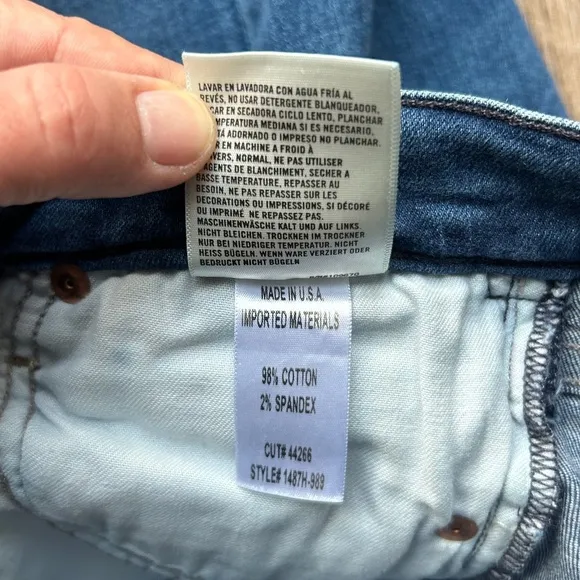 LAVAR EN LAVADORA CON AGUA FRÍA AL
REVÉS, NO USAR DETERGENTE BLANQUEADOR,
EN SECADORA CICLO LENTO, PLANCHAR
MEDIANA SI ES NECESARIO,
ADORNADO O IMPRESO NO PLANCHAR.
EN MACHINE A FROID À
NORMAL, NE PAS UTILISER
DE BLANCHIMENT, SECHER A
BASSE TEMPERATURE, REPASSER AU
BESOIN, NE PAS REPASSER SUR LES
DECORATIONS OU IMPRESSIONS, SI DÉCORÉ
OU IMPRIMÉ NE REPASSEZ PAS.
MASCHINENWÄSCHE KALT UND AUF LINKS.
NICHT BLEICHEN. TROCKNEN IM TROCKNER
NUR BEI NIEDRIGER TEMPERATUR. NICHT
HEISS BÜGELN, WENN WARE VERZIERT ODER
BEDRUCKT NICHT BÜGELN
MADE IN U.S.A.
IMPORTED MATERIALS
98% COTTON
2% SPANDEX
CUT# 44266
STYLE# 1487H-989